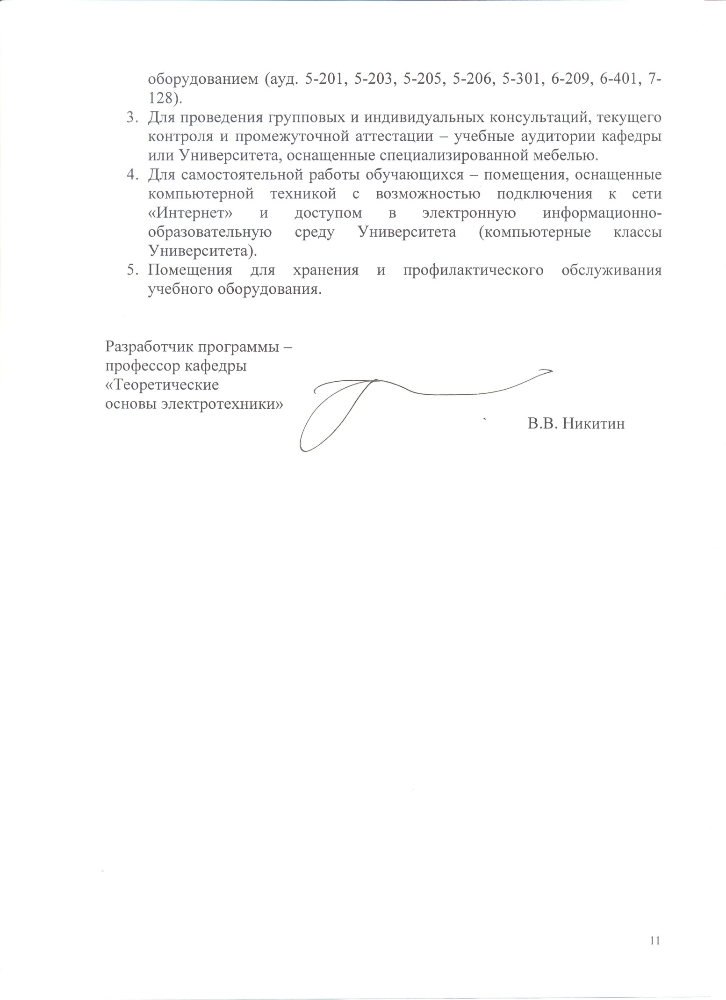 оборудованием (ауд. 5-201, 5-203, 5-205, 5-206, 5-301, 6-209, 6-401, 7-
128).
3. Для проведения групповых и индивидуальных консультаций, текущего
контроля и промежуточной аттестации – учебные аудитории кафедры
или Университета, оснащенные специализированной мебелью.
4. Для самостоятельной работы обучающихся – помещения, оснащенные
компьютерной техникой с возможностью подключения к сети
«Интернет» и доступом в электронную информационно-
образовательную среду Университета (компьютерные классы
Университета).
5. Помещения для хранения и профилактического обслуживания
учебного оборудования.
Разработчик программы –
профессор кафедры
«Теоретические
основы электротехники»
В.В. Никитин
11